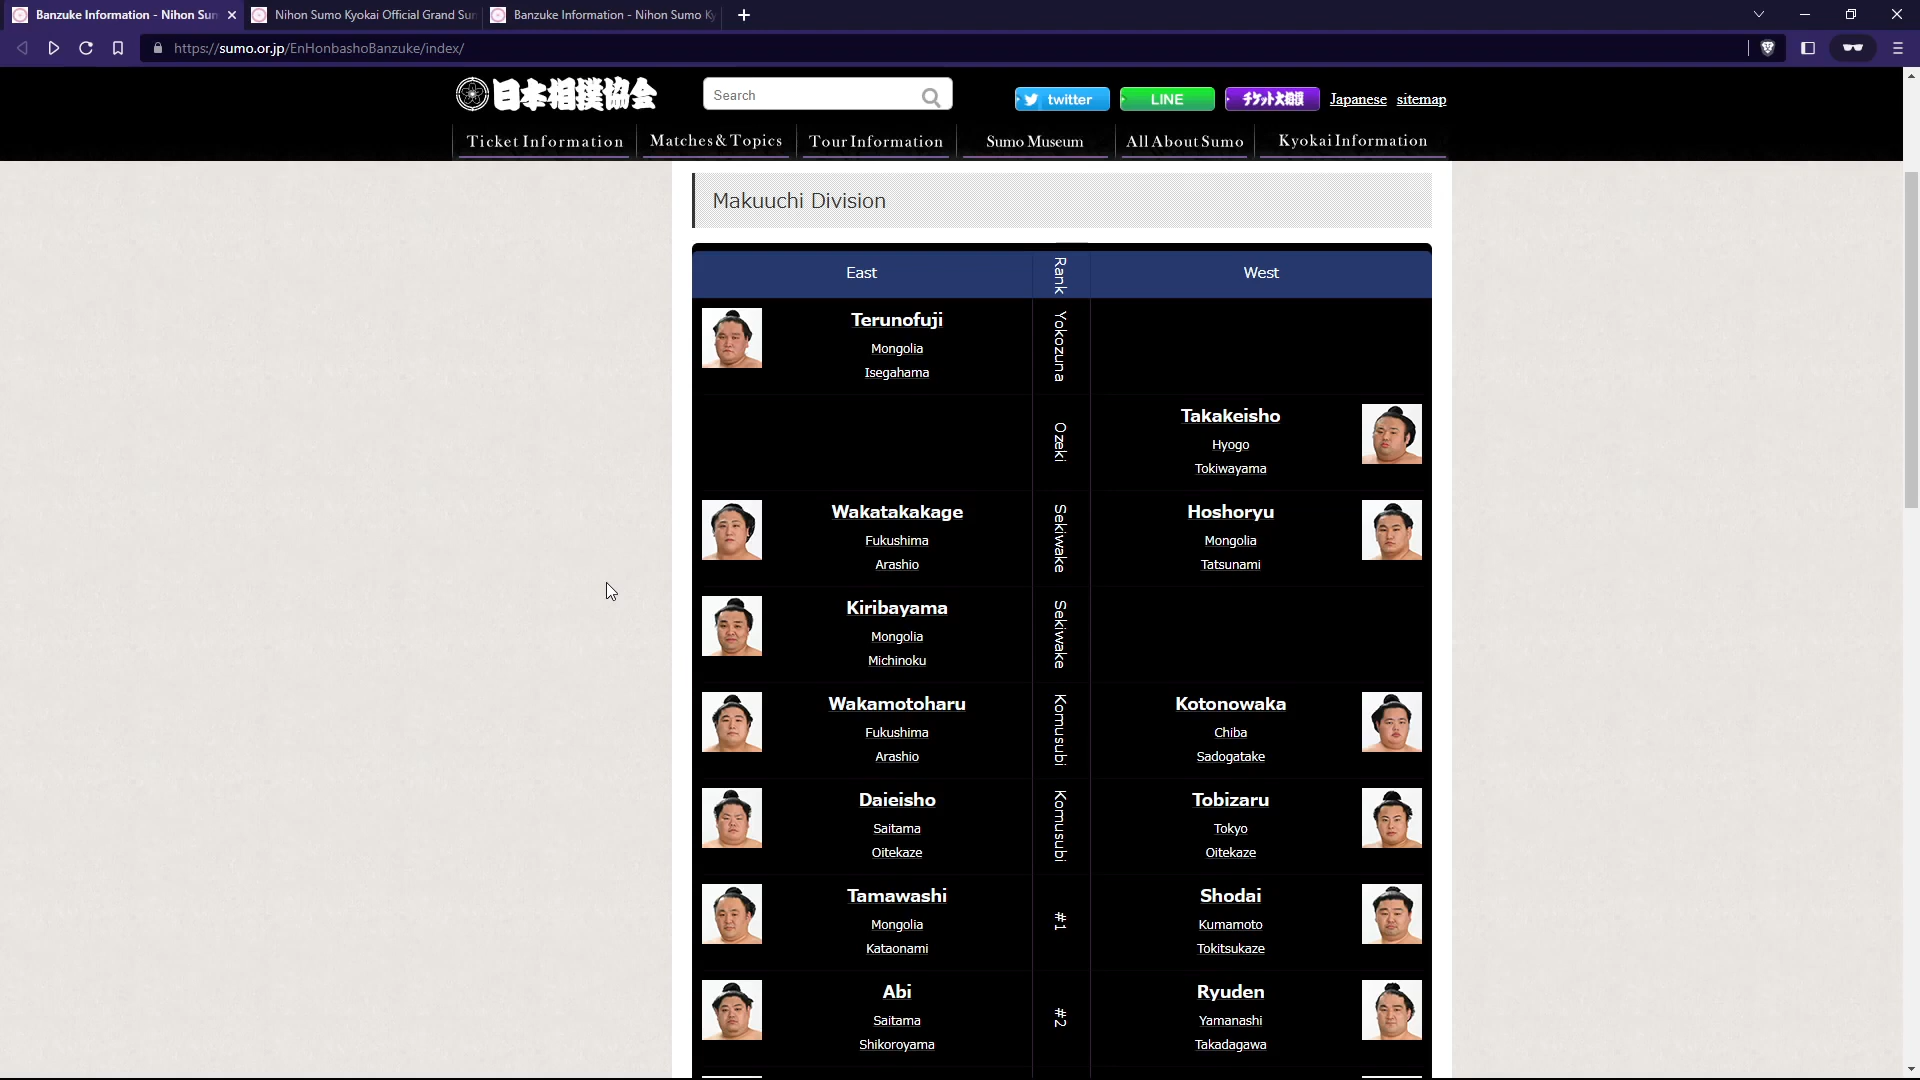 Banzuke Information - Nihon Sum
Nihon Sumo Kyokai Official Grand Sum
Banzuke Information - Nihon Sumo Ky
https://sumo.or.jp/EnHonbashoBanzuke/index/
日本相撲協会
Search
twitter
LINE
チケット大相撲
Japanese
sitemap
Ticket Information
Matches & Topics
Tour Information
Sumo Museum
All About Sumo
Kyokai Information
Makuuchi Division
East
Rank
West
Terunofuji
Mongolia
Isegahama
Yokozuna
Ozeki
Takakeisho
Hyogo
Tokiwayama
Wakatakakage
Fukushima
Arashio
Sekiwake
Hoshoryu
Mongolia
Tatsunami
Kiribayama
Mongolia
Michinoku
Sekiwake
Wakamotoharu
Fukushima
Arashio
Komusubi
Kotonowaka
Chiba
Sadogatake
Daieisho
Saitama
Oitekaze
Komusubi
Tobizaru
Tokyo
Oitekaze
Tamawashi
Mongolia
Kataonami
#1
Shodai
Kumamoto
Tokitsukaze
Abi
Saitama
Shikoroyama
#2
Ryuden
Yamanashi
Takadagawa